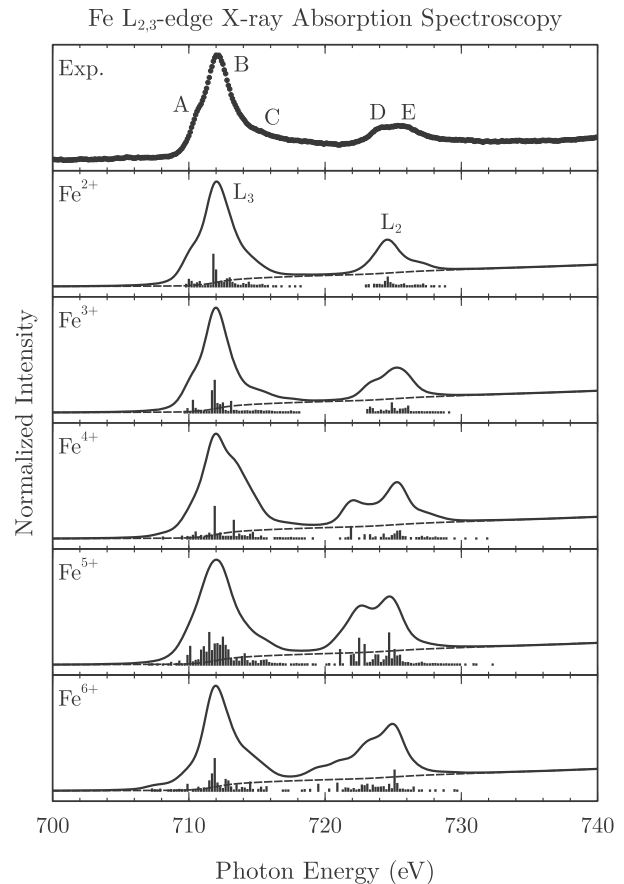 Fe L₂,₃-edge X-ray Absorption Spectroscopy
Exp.
A
B
C
D
E
Fe²⁺
L₃
L₂
Fe³⁺
Fe⁴⁺
Fe⁵⁺
Fe⁶⁺
Normalized Intensity
700 710 720 730 740
Photon Energy (eV)